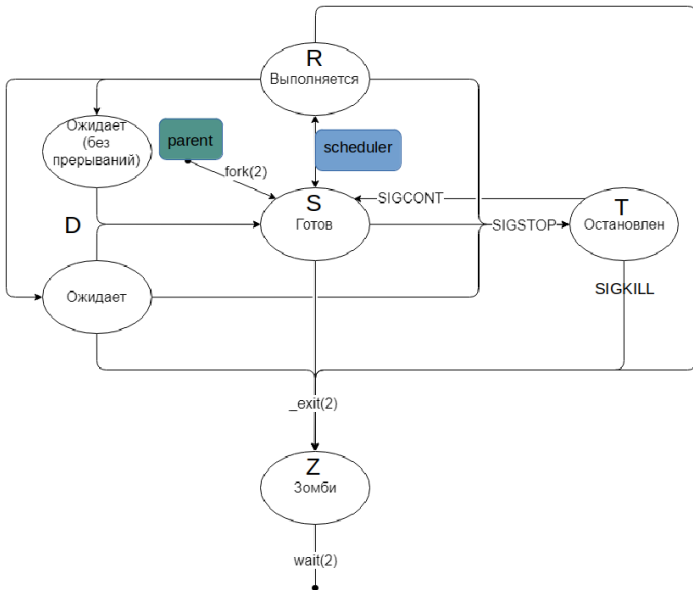 R
Выполняется
Ожидает
(без
прерываний)
parent
scheduler
fork(2)
S
Готов
SIGCONT
T
Остановлен
SIGSTOP
D
Ожидает
SIGKILL
_exit(2)
Z
Зомби
wait(2)